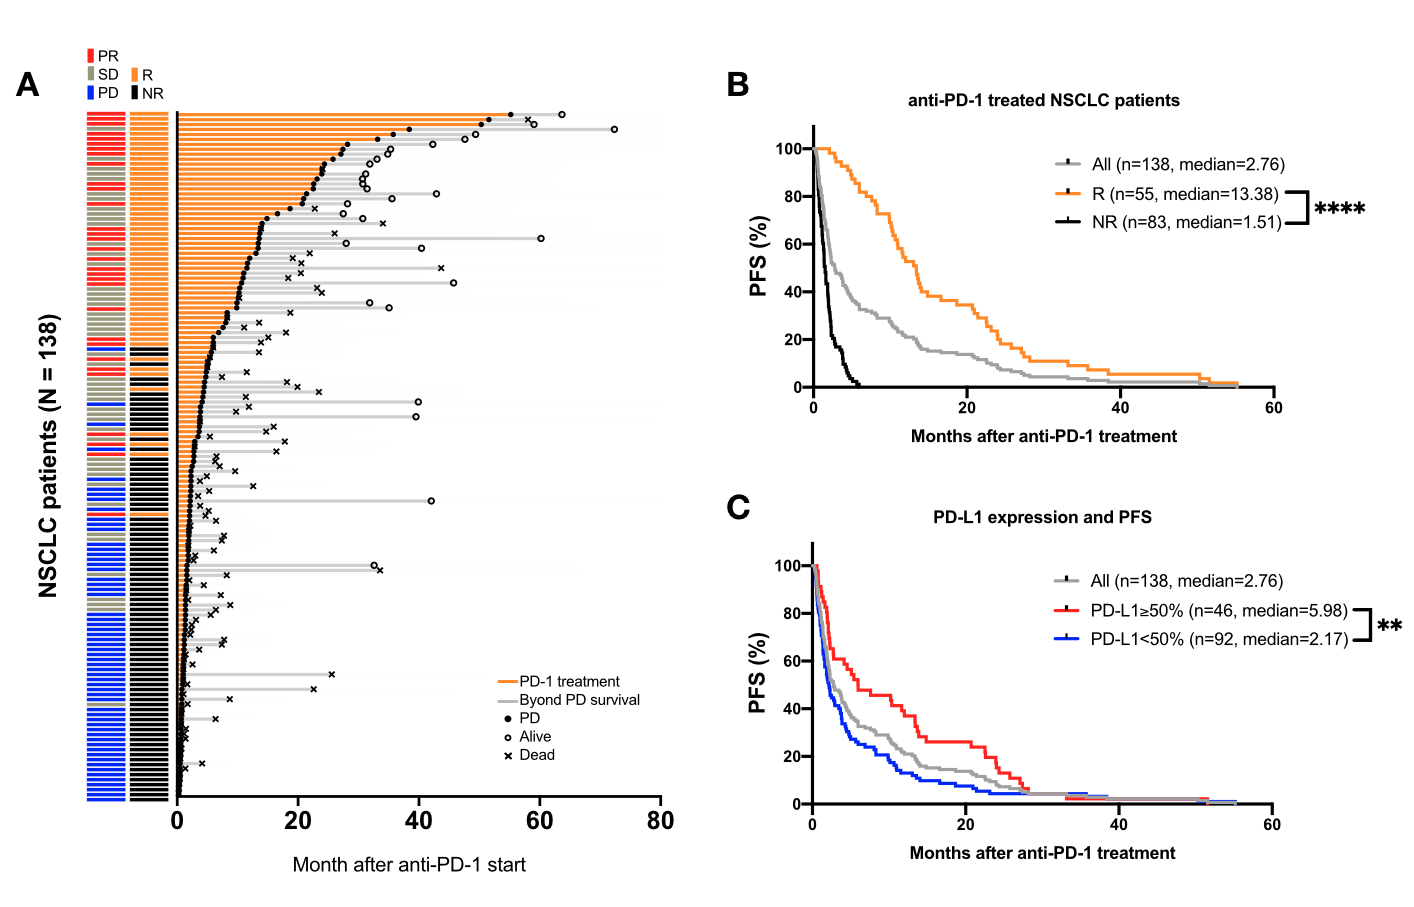 A
PR
SD
R
PD
NR
NSCLC patients (N = 138)
PD-1 treatment
Byond PD survival
PD
Alive
Dead
0 20 40 60 80
Month after anti-PD-1 start
B
anti-PD-1 treated NSCLC patients
PFS (%)
100
80
60
40
20
0
All (n=138, median=2.76)
R (n=55, median=13.38)
NR (n=83, median=1.51)
****
0 20 40 60
Months after anti-PD-1 treatment
C
PD-L1 expression and PFS
PFS (%)
100
80
60
40
20
0
All (n=138, median=2.76)
PD-L1≥50% (n=46, median=5.98)
PD-L1<50% (n=92, median=2.17)
**
0 20 40 60
Months after anti-PD-1 treatment